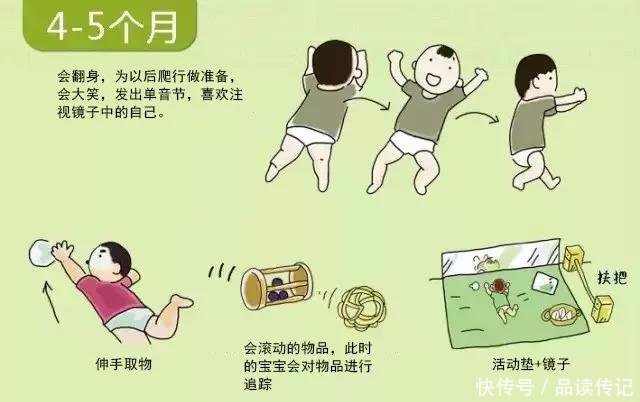 4-5个月
会翻身，为以后爬行做准备，
会大笑，发出单音节，喜欢注
视镜子中的自己。
伸手取物
会滚动的物品，此时
的宝宝会对物品进行
追踪
扶把
活动垫+镜子
快传号/品读传记